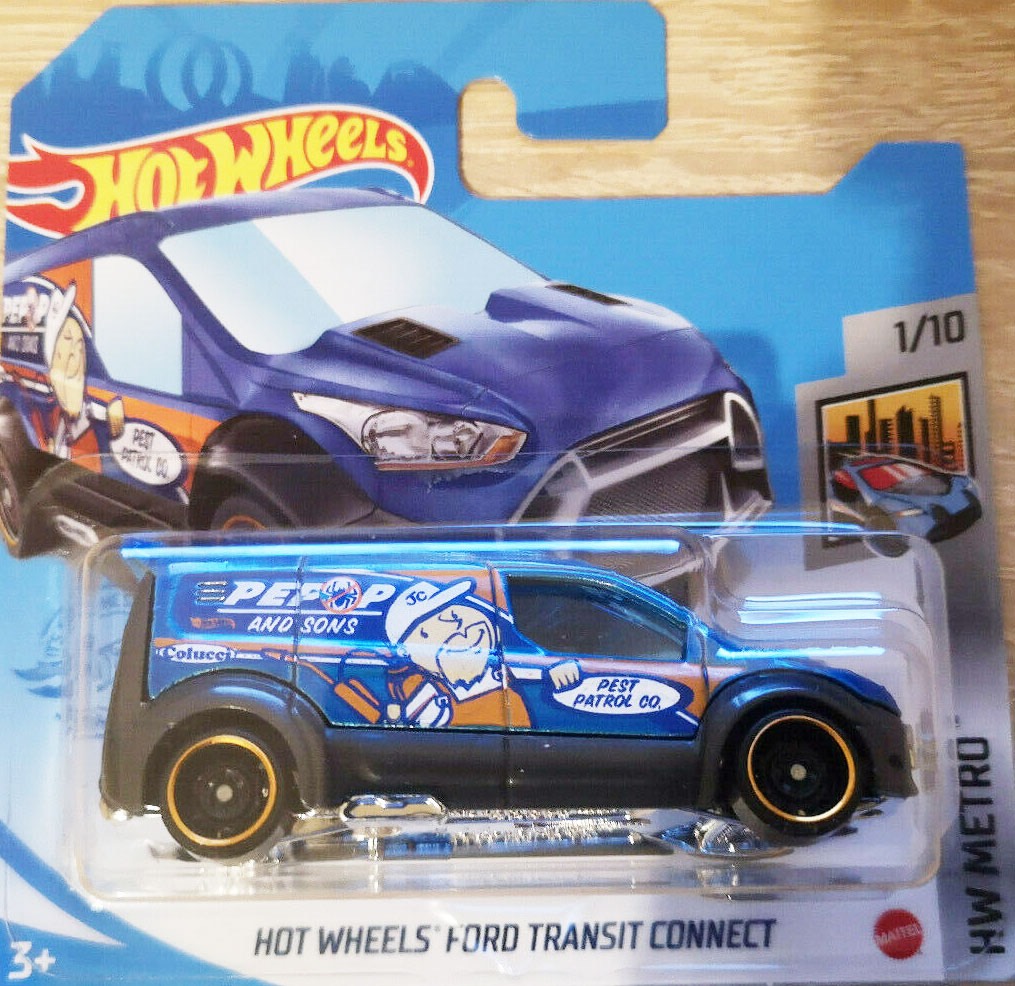 HOT WHEELS
1/10
PEST
PATROL CO.
PEP P
AND SONS
JC
Colucci
PEST
PATROL CO.
HW METRO
HOT WHEELS® FORD TRANSIT CONNECT
MATTEL
3+